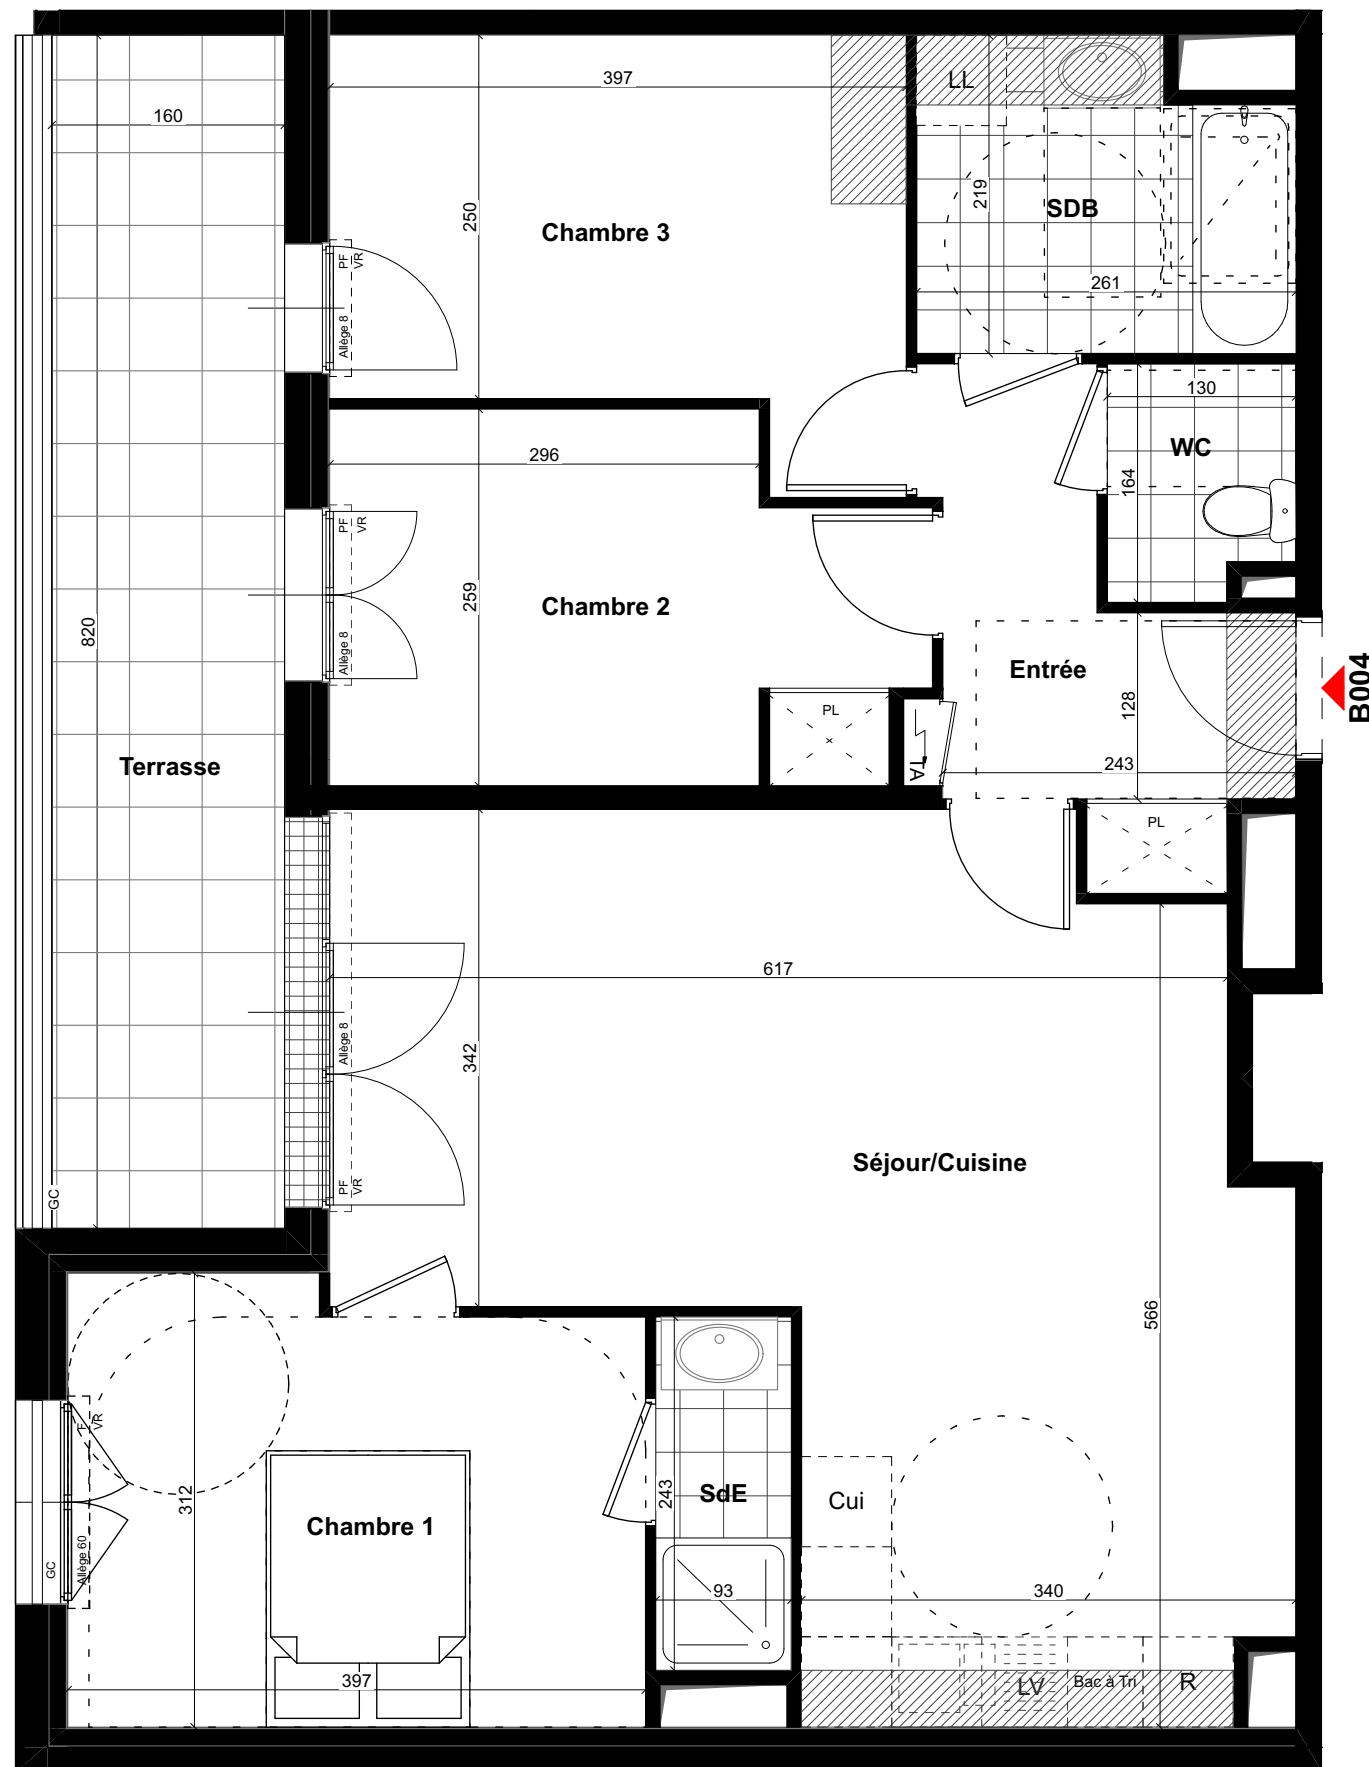 397
LL
160
219
SDB
250
Chambre 3
261
PF
VR
Allège 8
130
WC
296
164
PF
VR
259
Chambre 2
820
Allège 8
Entrée
B004
128
PL
Terrasse
TA
243
PL
617
Allège 8
342
Séjour/Cuisine
PF
VR
GC
566
F
VR
312
243
SdE
Cui
Chambre 1
GC
Allège 60
93
340
397
LV
Bac à Tri
R